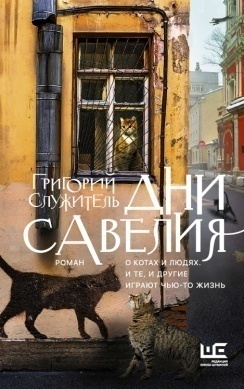 ГРИГОРИЙ
СЛУЖИТЕЛЬ
ДНИ
САВЕЛИЯ
РОМАН
О КОТАХ И ЛЮДЯХ.
И ТЕ, И ДРУГИЕ
ИГРАЮТ ЧЬЮ-ТО ЖИЗНЬ
РЕДАКЦИЯ
ЕЛЕНЫ ШУБИНОЙ